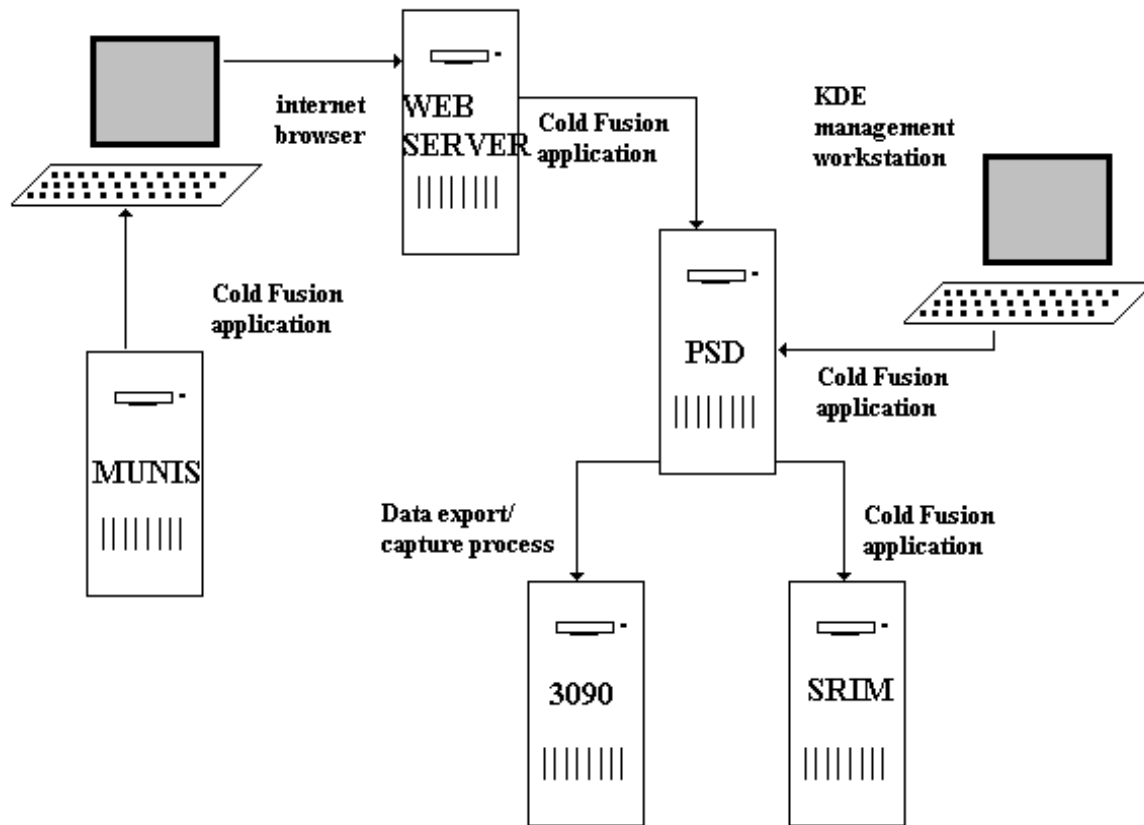 internet
browser
WEB
SERVER
Cold Fusion
application
KDE
management
workstation
Cold Fusion
application
MUNIS
PSD
Cold Fusion
application
Data export/
capture process
Cold Fusion
application
3090
SRIM